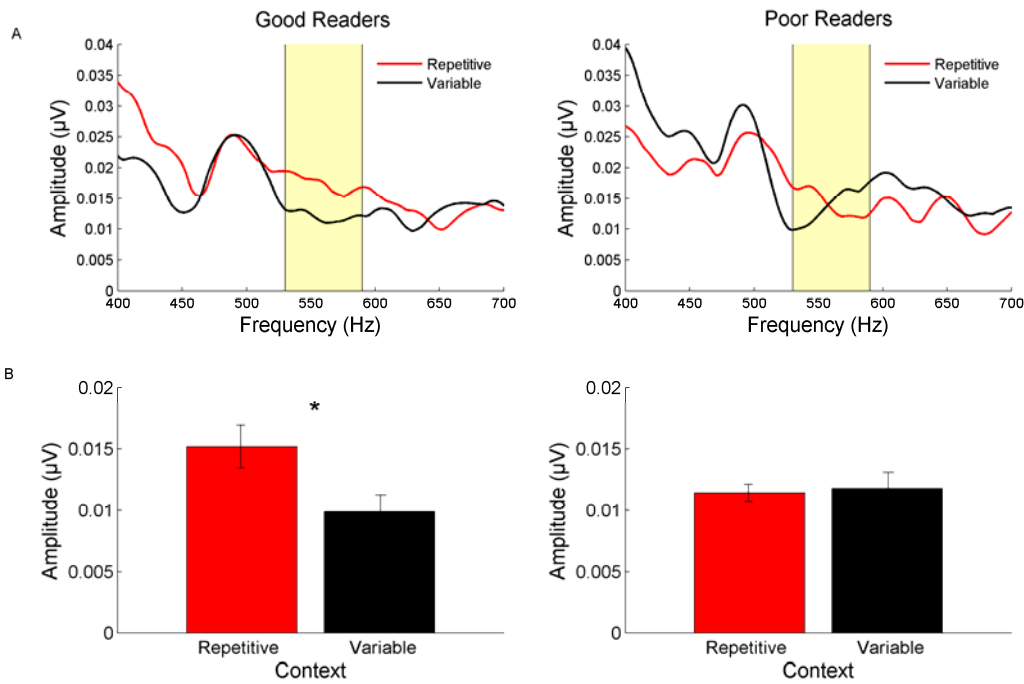 A
Good Readers
Amplitude (µV)
0.04
0.035
0.03
0.025
0.02
0.015
0.01
0.005
0
Repetitive
Variable
400 450 500 550 600 650 700
Frequency (Hz)
Poor Readers
Amplitude (µV)
0.04
0.035
0.03
0.025
0.02
0.015
0.01
0.005
0
Repetitive
Variable
400 450 500 550 600 650 700
Frequency (Hz)
B
Amplitude (µV)
0.02
0.015
0.01
0.005
0
*
Repetitive Variable
Context
Amplitude (µV)
0.02
0.015
0.01
0.005
0
Repetitive Variable
Context